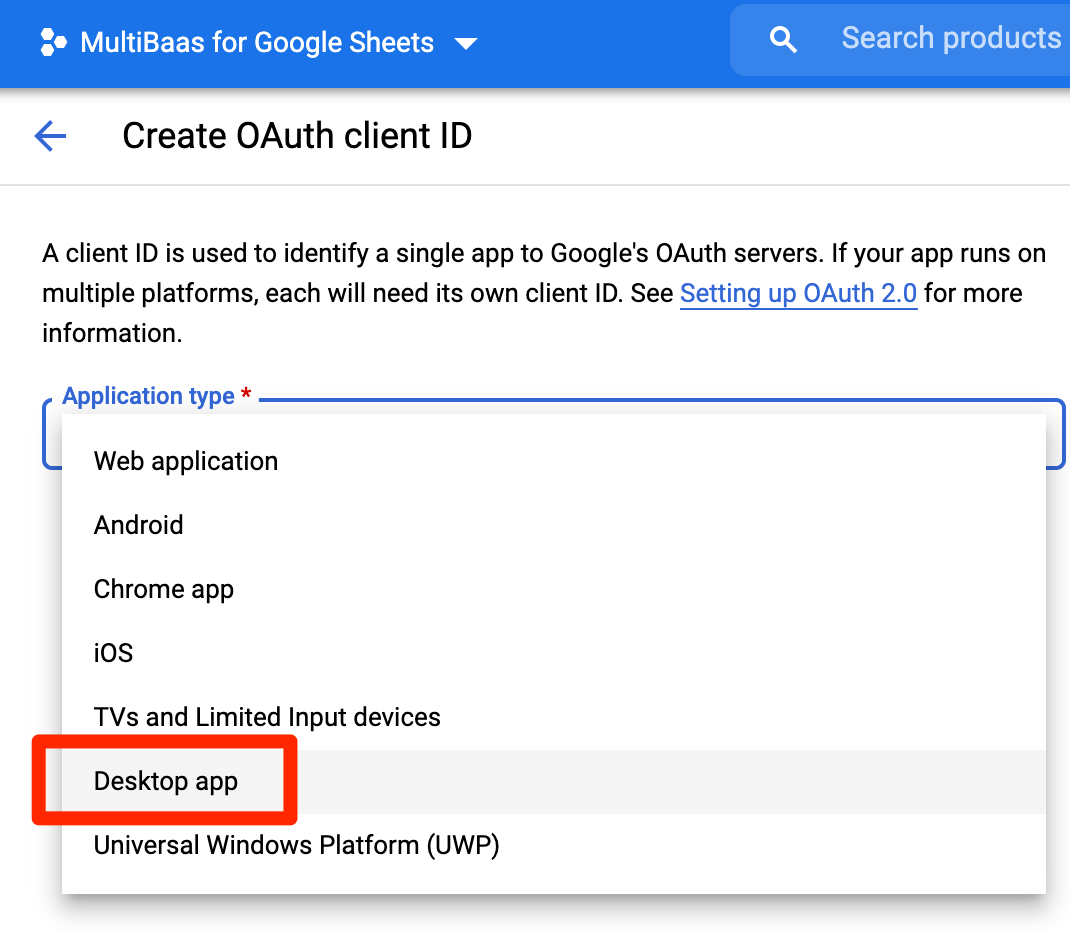 MultiBaas for Google Sheets
Search products
Create OAuth client ID
A client ID is used to identify a single app to Google's OAuth servers. If your app runs on
multiple platforms, each will need its own client ID. See Setting up OAuth 2.0 for more
information.
Application type *
Web application
Android
Chrome app
iOS
TVs and Limited Input devices
Desktop app
Universal Windows Platform (UWP)